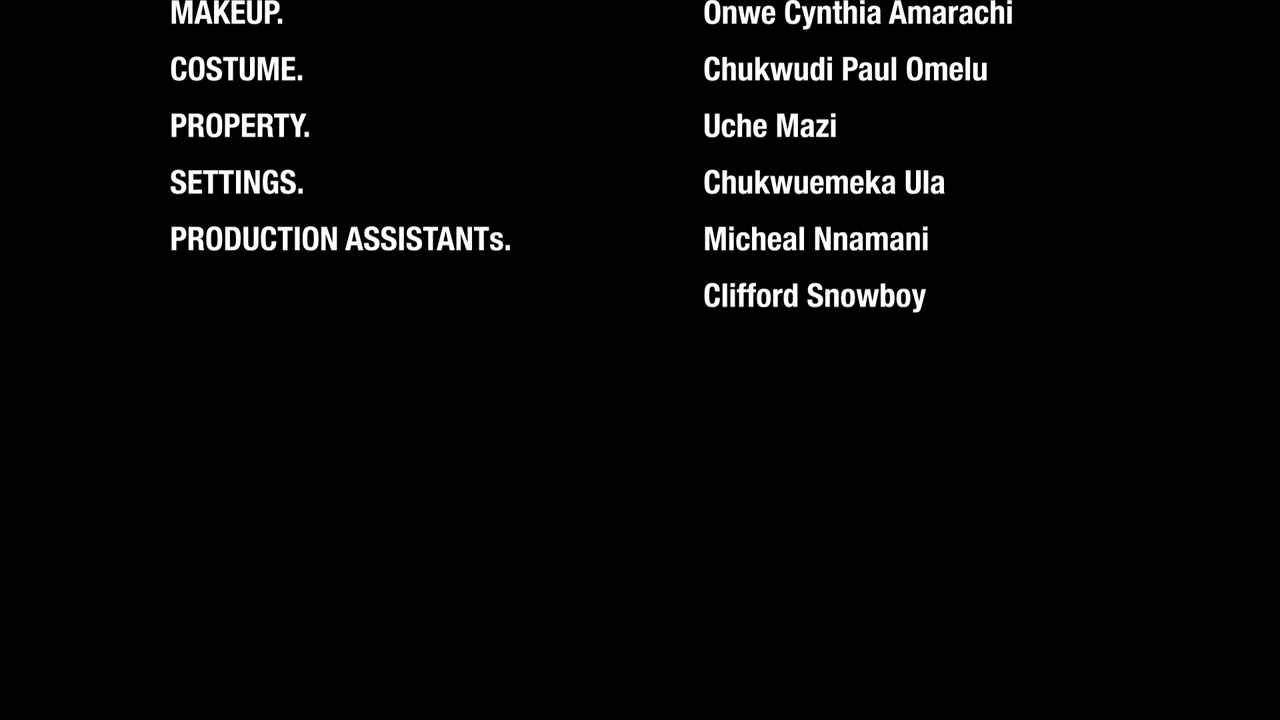 MAKEUP. Onwe Cynthia Amarachi
COSTUME. Chukwudi Paul Omelu
PROPERTY. Uche Mazi
SETTINGS. Chukwuemeka Ula
PRODUCTION ASSISTANTs. Micheal Nnamani
Clifford Snowboy